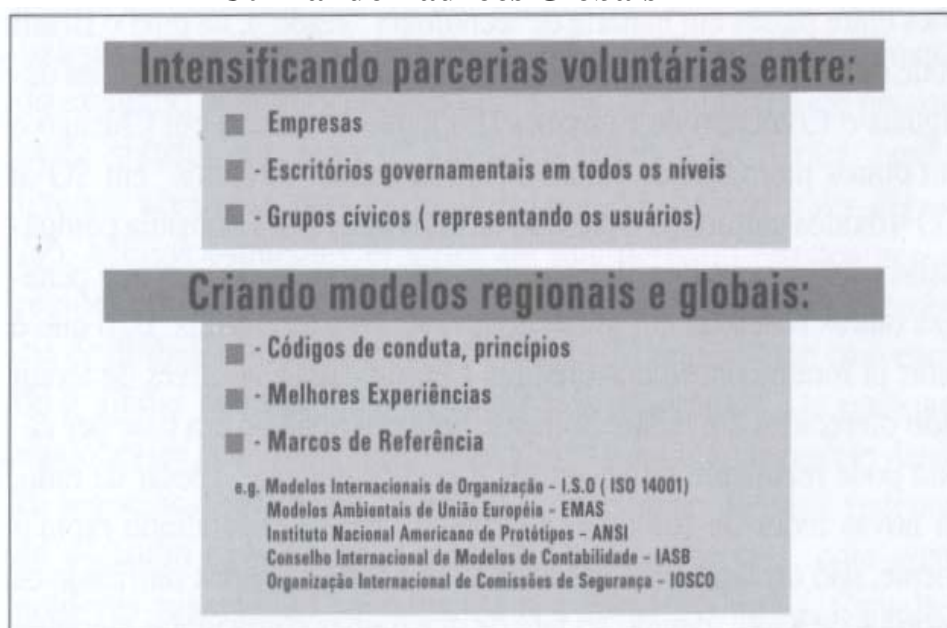 Intensificando parcerias voluntárias entre:
Empresas
- Escritórios governamentais em todos os níveis
- Grupos cívicos ( representando os usuários)
Criando modelos regionais e globais:
- Códigos de conduta, princípios
- Melhores Experiências
- Marcos de Referência
e.g. Modelos Internacionais de Organização - I.S.O ( ISO 14001)
Modelos Ambientais de União Européia - EMAS
Instituto Nacional Americano de Protótipos - ANSI
Conselho Internacional de Modelos de Contabilidade - IASB
Organização Internacional de Comissões de Segurança - IOSCO